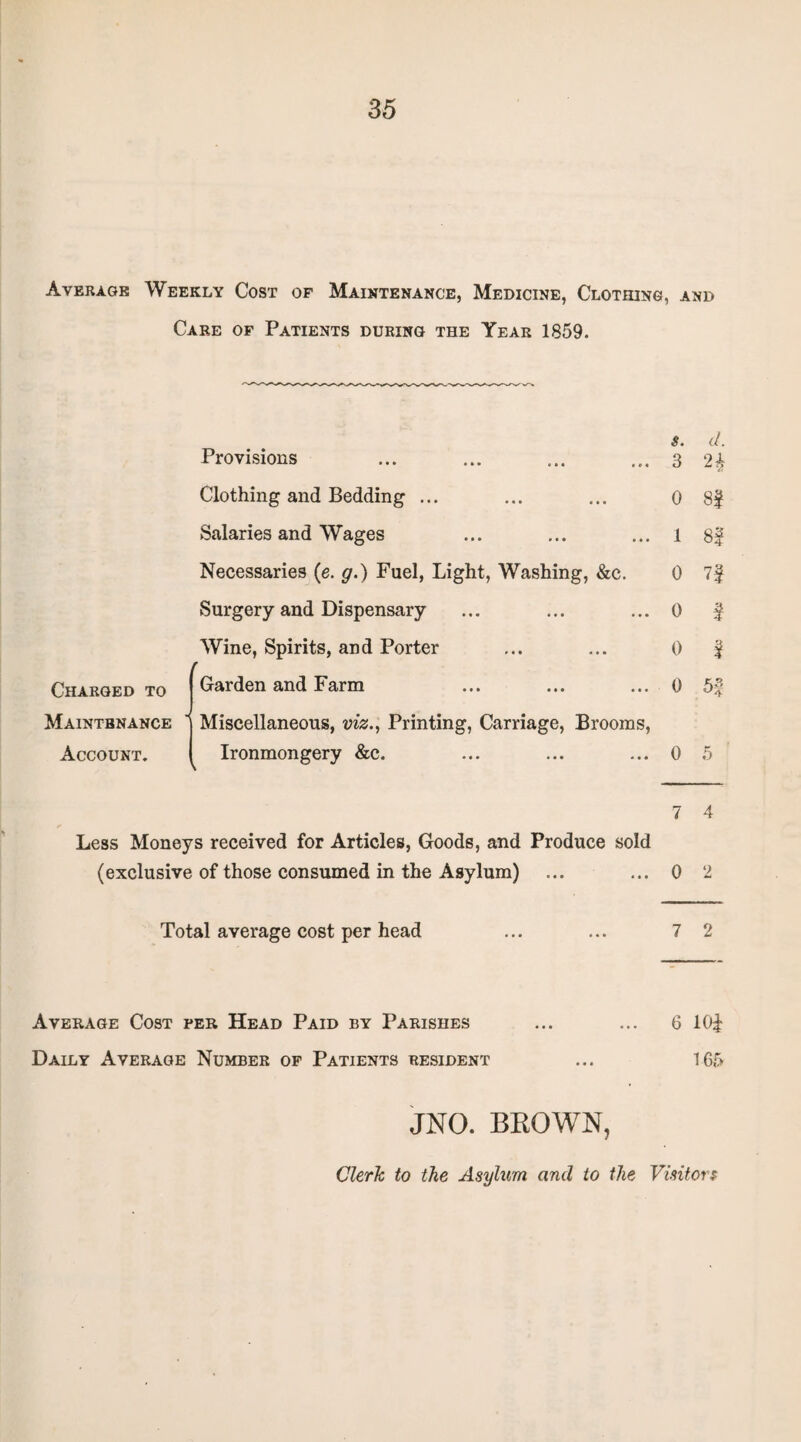 35
Average Weekly Cost of Maintenance, Medicine, Clothing, and
Care of Patients during the Year 1859.
s. d.
Provisions ... ... ... ... 3 2½
Clothing and Bedding ... ... ... 0 8¾
Salaries and Wages ... ... ... 1 8¾
Necessaries (e. g.) Fuel, Light, Washing, &c. 0 7¾
Surgery and Dispensary ... ... ... 0 ¾
Wine, Spirits, and Porter ... ... 0 ¾
Charged to Garden and Farm ... ... ... 0 5¾
Maintenance Miscellaneous, viz., Printing, Carriage, Brooms,
Account. Ironmongery &c. ... ... ... 0 5
7 4
Less Moneys received for Articles, Goods, and Produce sold
(exclusive of those consumed in the Asylum) ... ... 0 2
Total average cost per head ... ... 7 2
Average Cost per Head Paid by Parishes ... ... 6 10¼
Daily Average Number of Patients resident ... 165
JNO. BROWN,
Clerk to the Asylum and to the Visitors